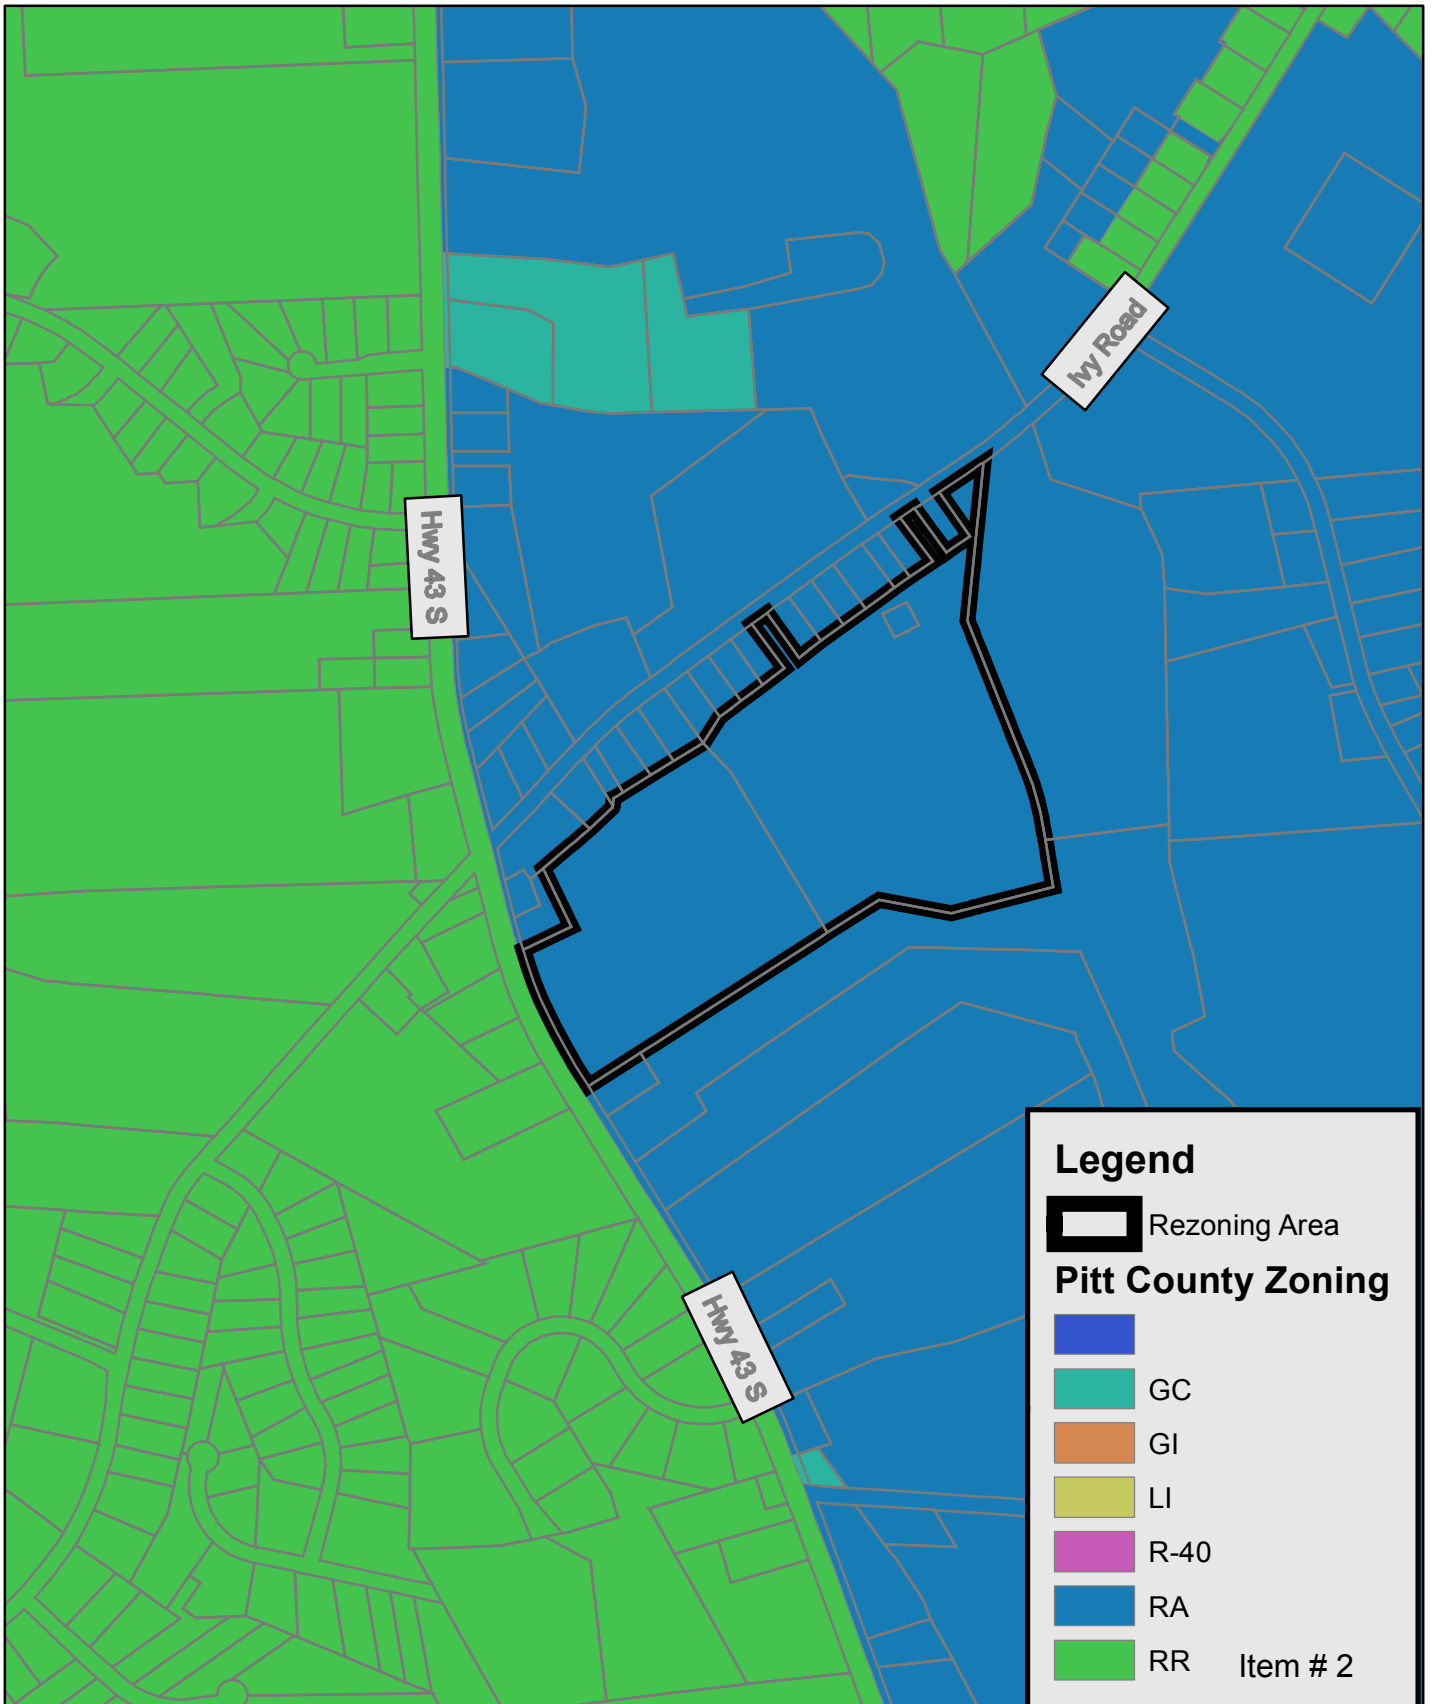 Ivy Road
Hwy 43 S
Hwy 43 S
Legend
Rezoning Area
Pitt County Zoning
GC
GI
LI
R-40
RA
RR
Item # 2